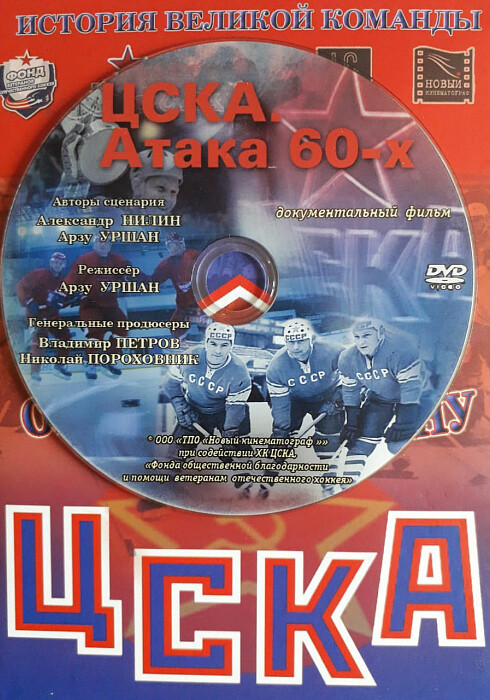 ИСТОРИЯ ВЕЛИКОЙ КОМАНДЫ
ФОНД
НОВЫЙ
КИНЕМАТОГРАФ
ЦСКА.
Атака 60-х
Авторы сценария
Александр НИЛИН
Арзу УРШАН
документальный фильм
Режиссёр
Арзу УРШАН
DVD
VIDEO
Генеральные продюсеры
Владимир ПЕТРОВ
Николай ПОРОХОВНИК
СССР
СССР
СССР
© ООО «ТПО «Новый кинематограф»»
при содействии ХК ЦСКА,
«Фонда общественной благодарности
и помощи ветеранам отечественного хоккея»
ЦСКА